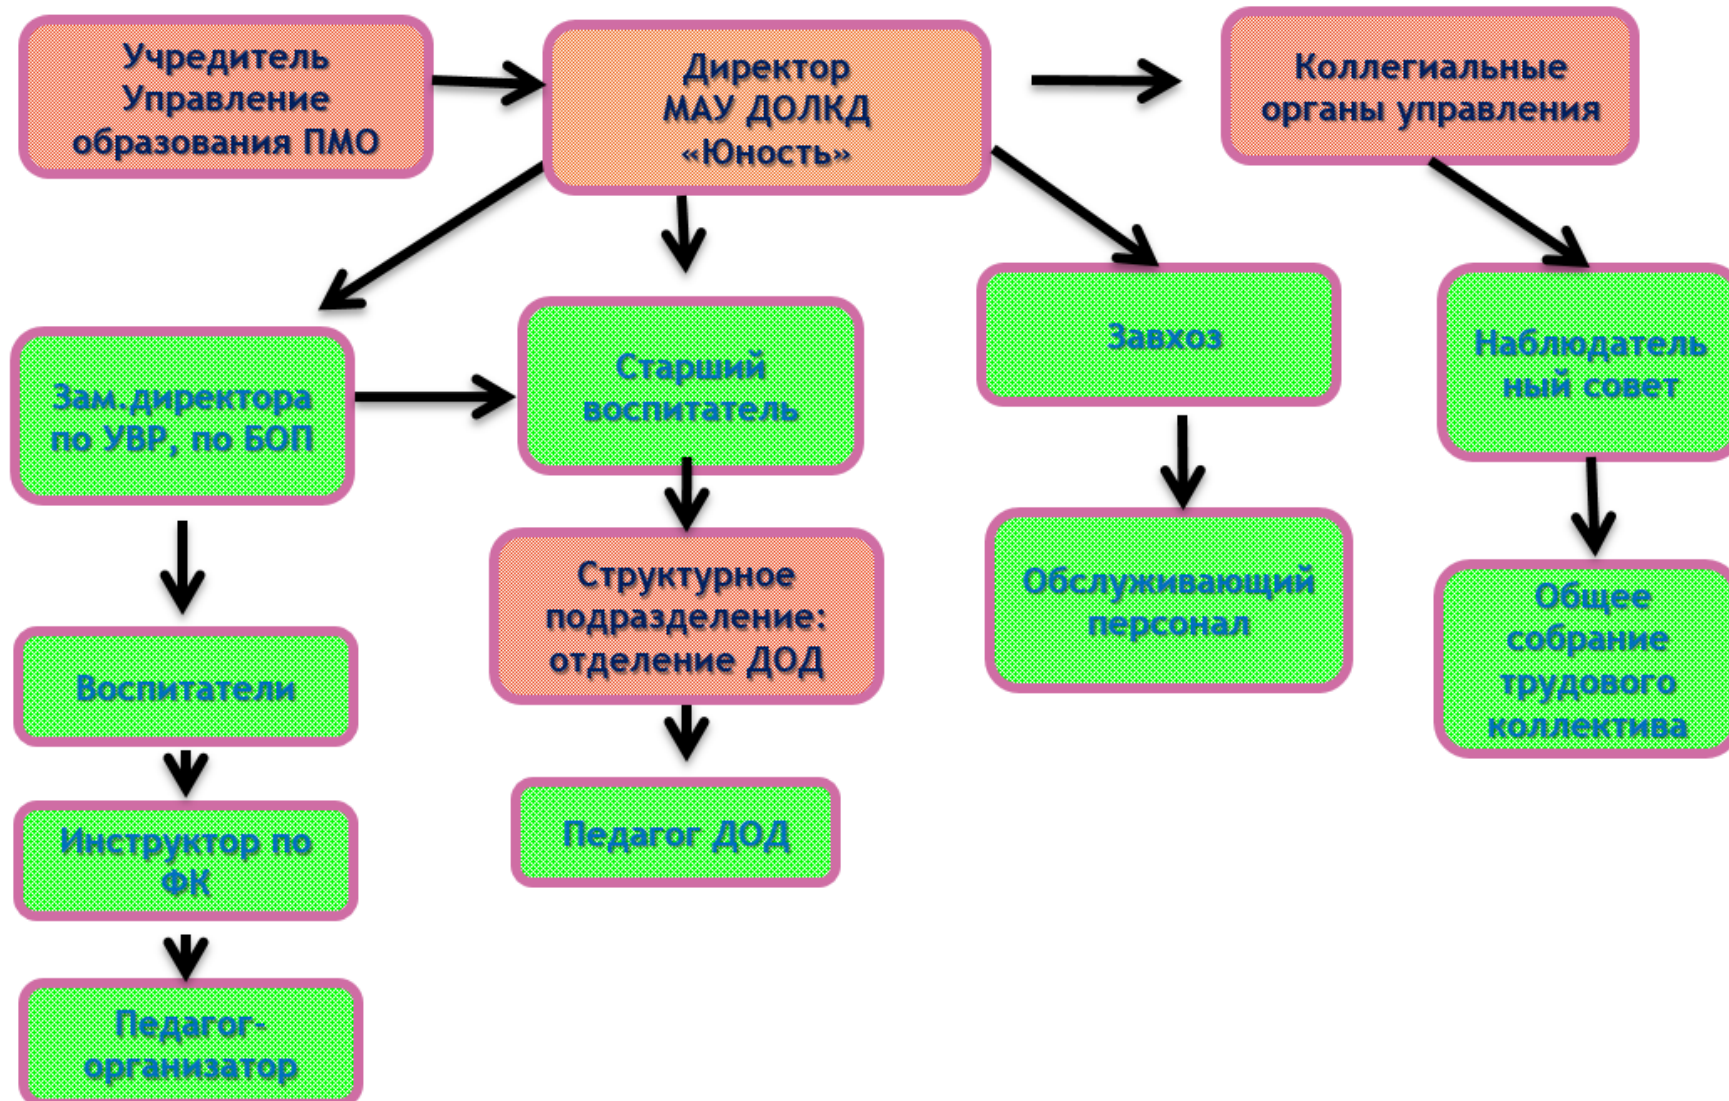 Учредитель
Управление
образования ПМО
Директор
МАУ ДОЛКД
«Юность»
Коллегиальные
органы управления
Зам.директора
по УВР, по БОП
Старший
воспитатель
Завхоз
Наблюдатель
ный совет
Воспитатели
Структурное
подразделение:
отделение ДОД
Обслуживающий
персонал
Общее
собрание
трудового
коллектива
Инструктор по
ФК
Педагог ДОД
Педагог-
организатор